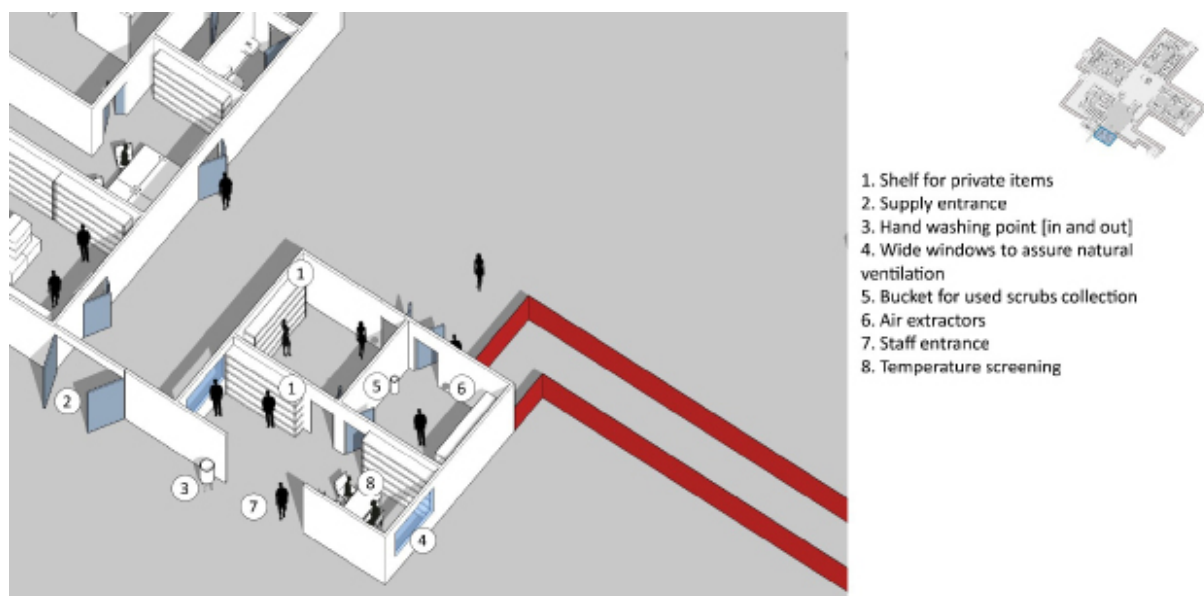 1. Shelf for private items
2. Supply entrance
3. Hand washing point [in and out]
4. Wide windows to assure natural
ventilation
5. Bucket for used scrubs collection
6. Air extractors
7. Staff entrance
8. Temperature screening
1
1
5
6
2
8
3
7
4